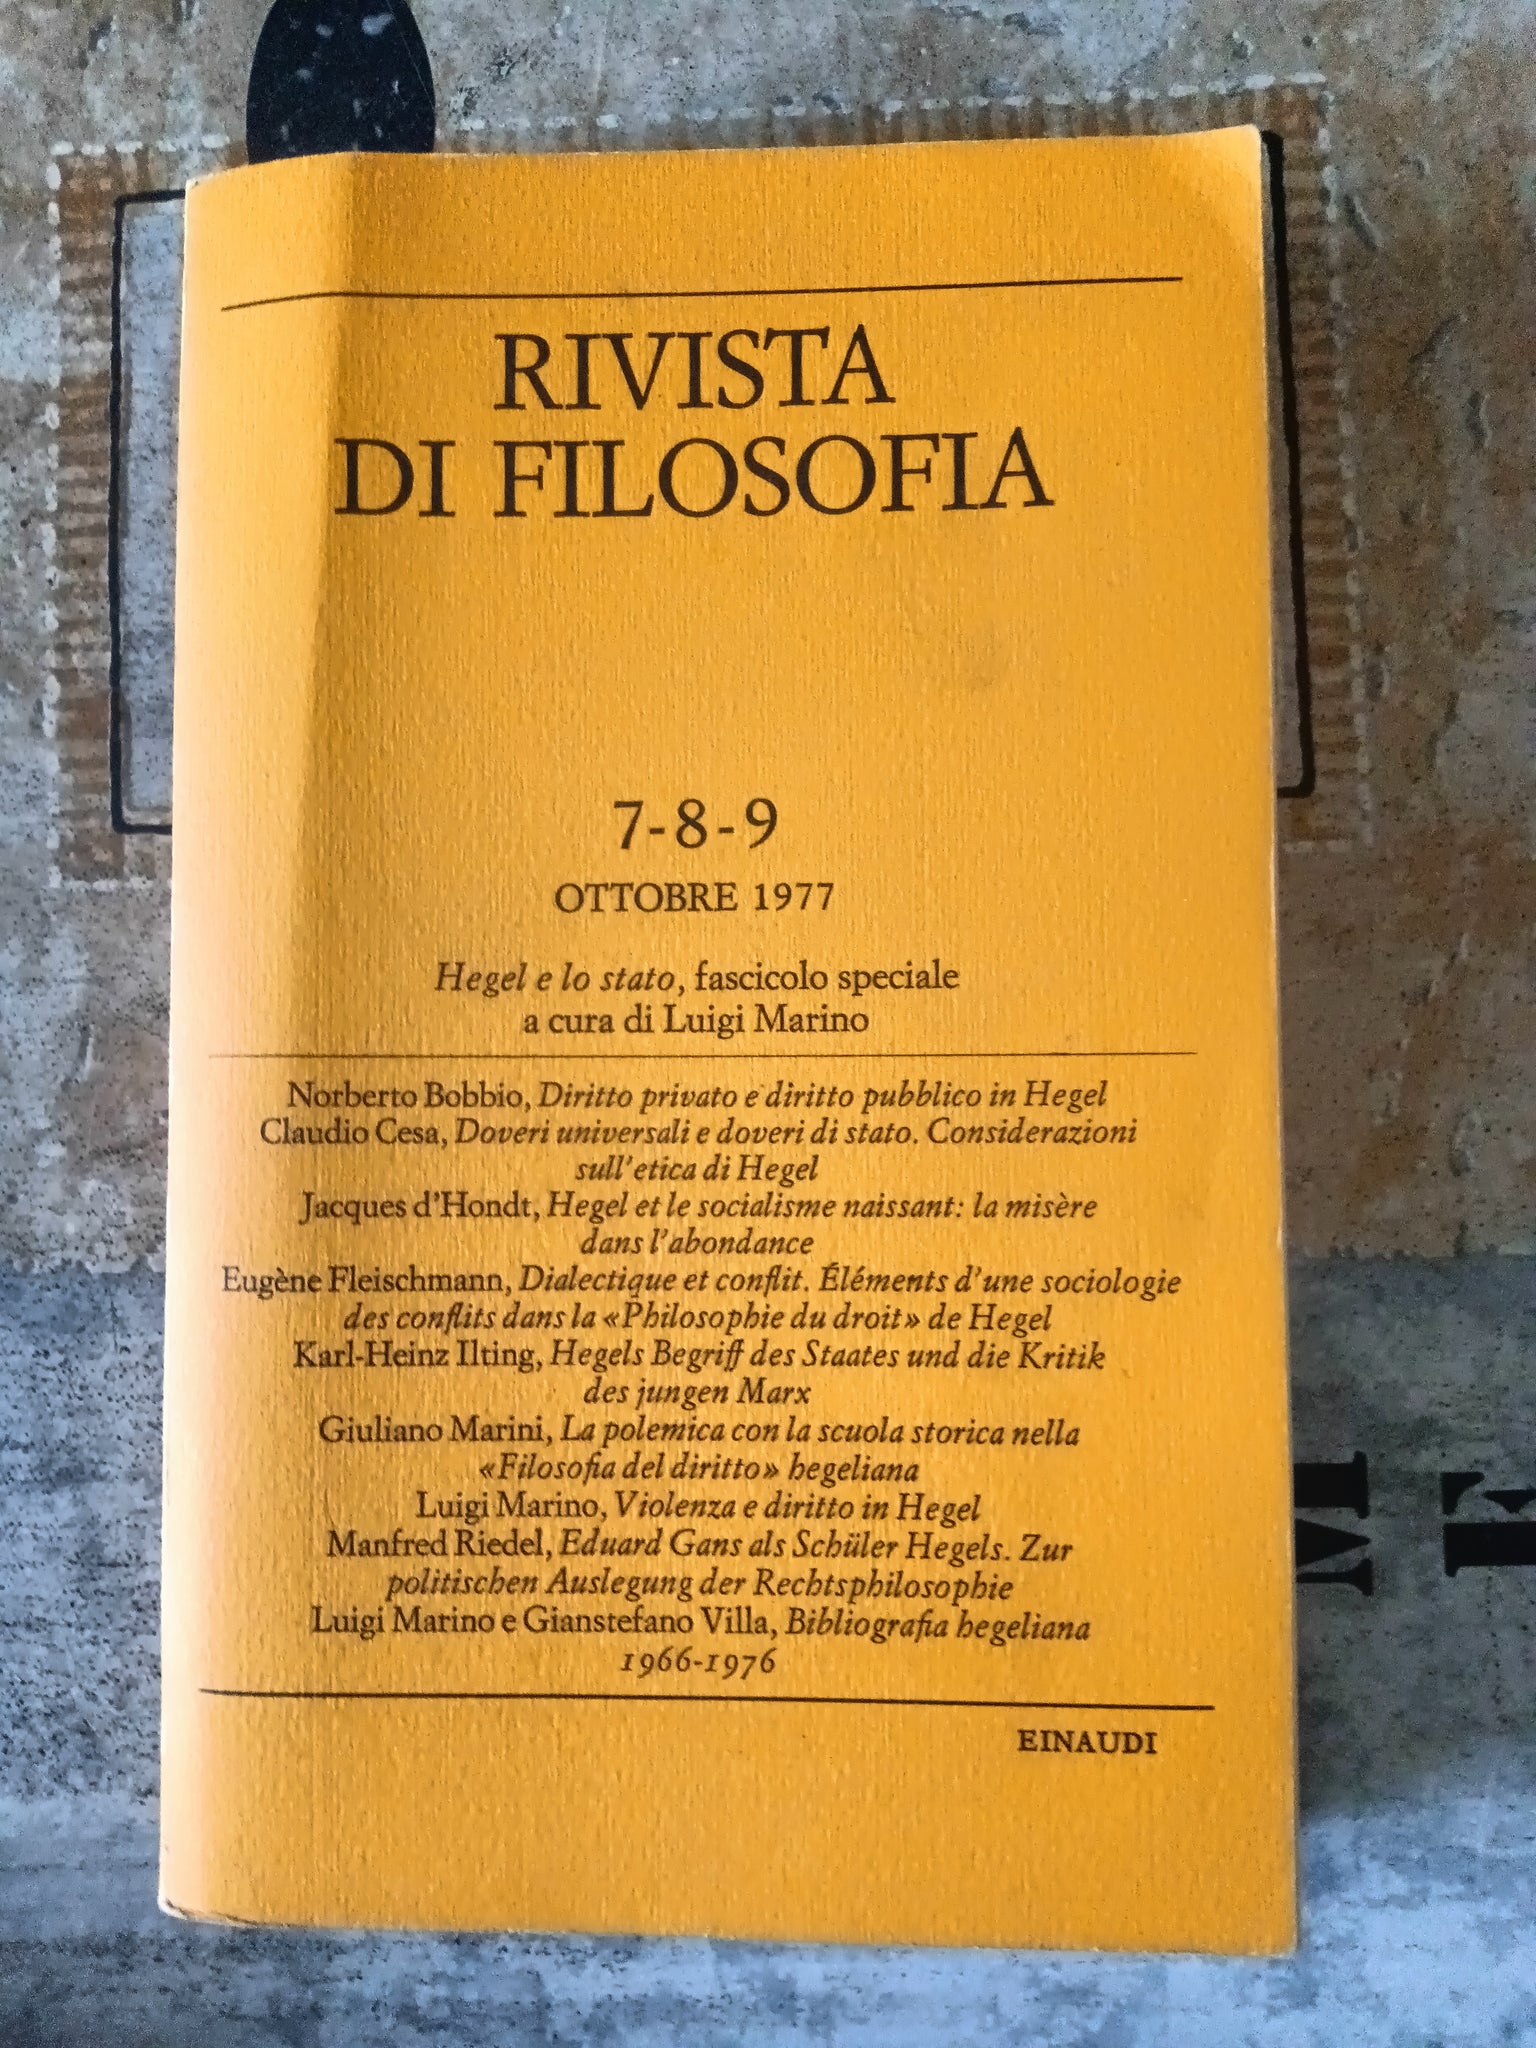 RIVISTA
DI FILOSOFIA
7-8-9
OTTOBRE 1977
Hegel e lo stato, fascicolo speciale
a cura di Luigi Marino
Norberto Bobbio, Diritto privato e diritto pubblico in Hegel
Claudio Cesa, Doveri universali e doveri di stato. Considerazioni
sull'etica di Hegel
Jacques d'Hondt, Hegel et le socialisme naissant: la misère
dans l'abondance
Eugène Fleischmann, Dialectique et conflit. Éléments d'une sociologie
des conflits dans la «Philosophie du droit» de Hegel
Karl-Heinz Ilting, Hegels Begriff des Staates und die Kritik
des jungen Marx
Giuliano Marini, La polemica con la scuola storica nella
«Filosofia del diritto» hegeliana
Luigi Marino, Violenza e diritto in Hegel
Manfred Riedel, Eduard Gans als Schüler Hegels. Zur
politischen Auslegung der Rechtsphilosophie
Luigi Marino e Gianstefano Villa, Bibliografia hegeliana
1966-1976
EINAUDI